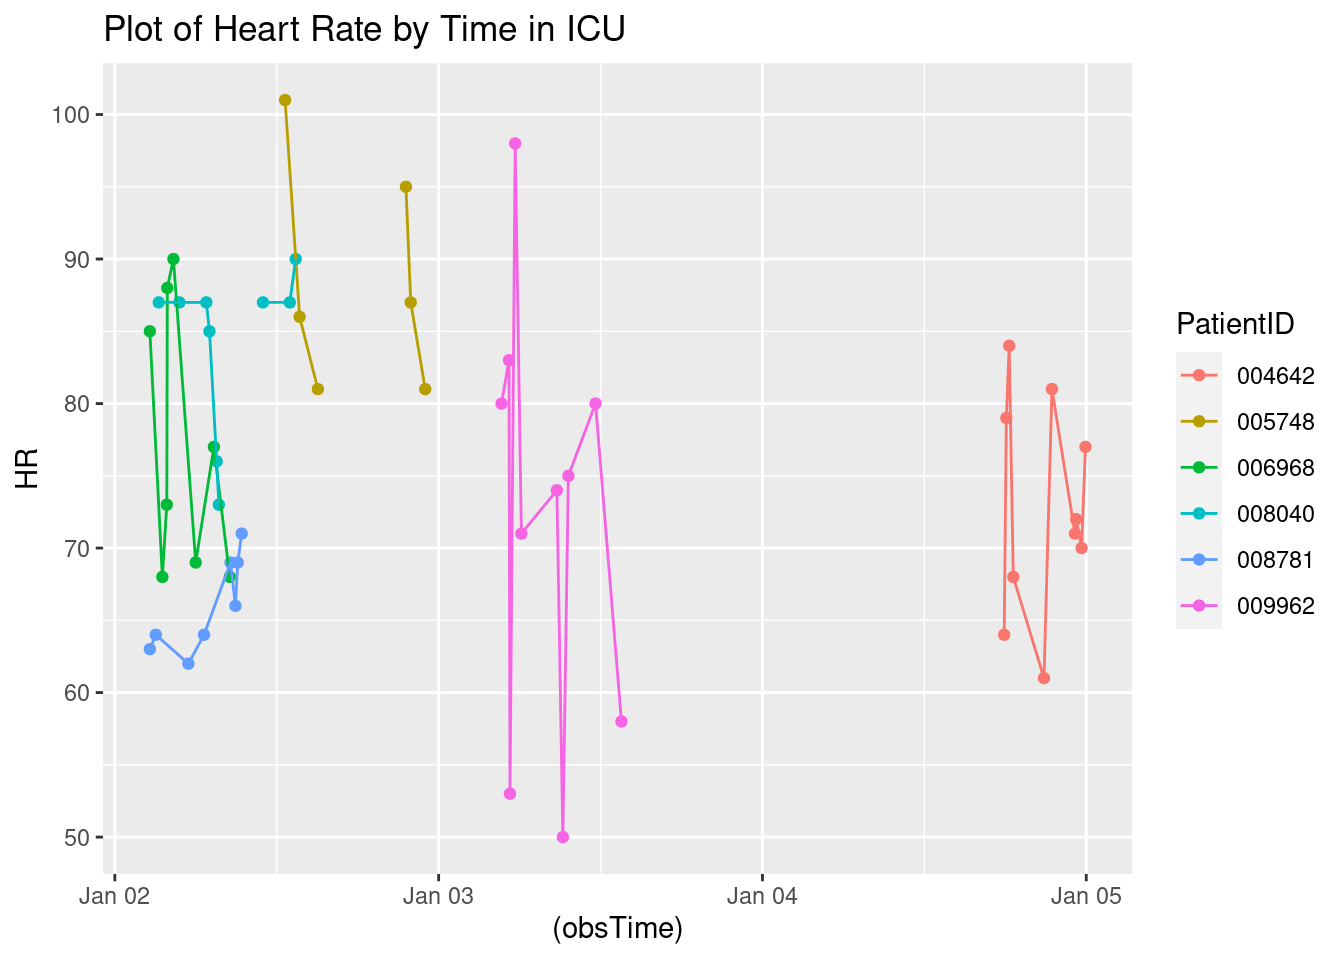 Plot of Heart Rate by Time in ICU
HR
100
90
80
70
60
50
Jan 02
Jan 03
Jan 04
Jan 05
(obsTime)
PatientID
004642
005748
006968
008040
008781
009962